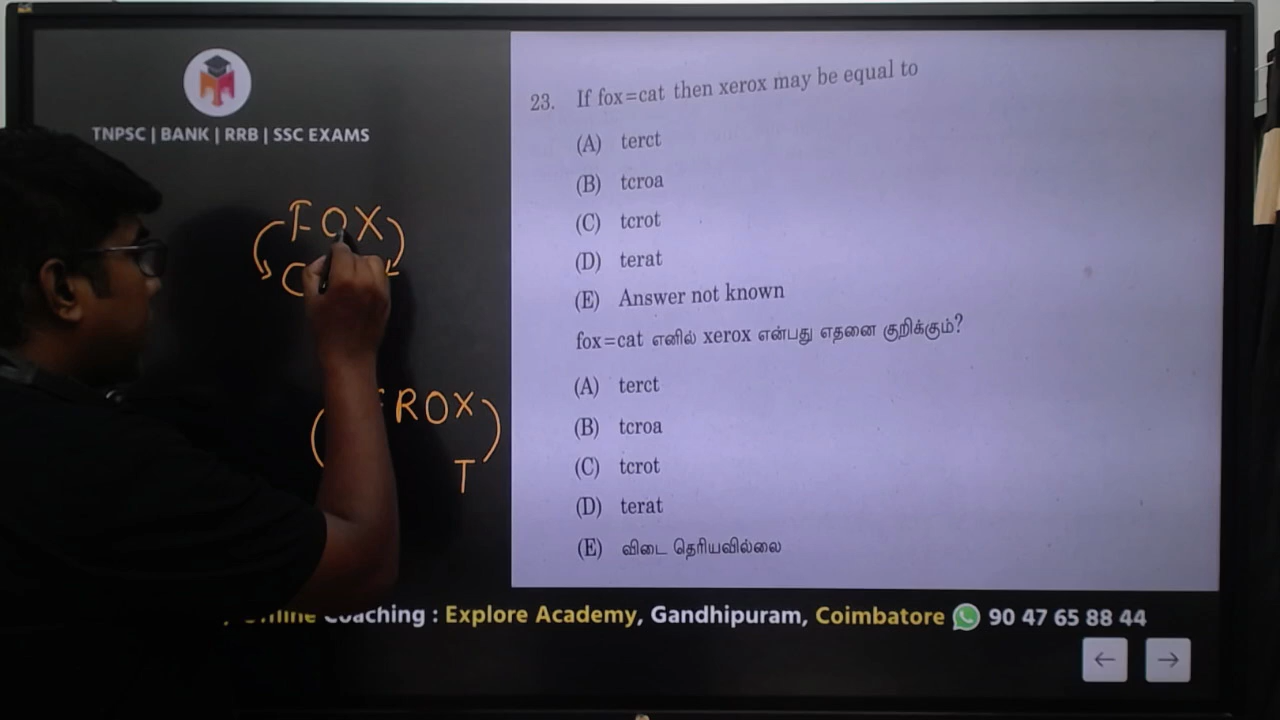 TNPSC | BANK | RRB | SSC EXAMS
FOX
C
ROX
T
23. If fox=cat then xerox may be equal to
(A) terct
(B) tcroa
(C) tcrot
(D) terat
(E) Answer not known
fox=cat எனில் xerox என்பது எதனை குறிக்கும்?
(A) terct
(B) tcroa
(C) tcrot
(D) terat
(E) விடை தெரியவில்லை
Coaching : Explore Academy, Gandhipuram, Coimbatore 90 47 65 88 44